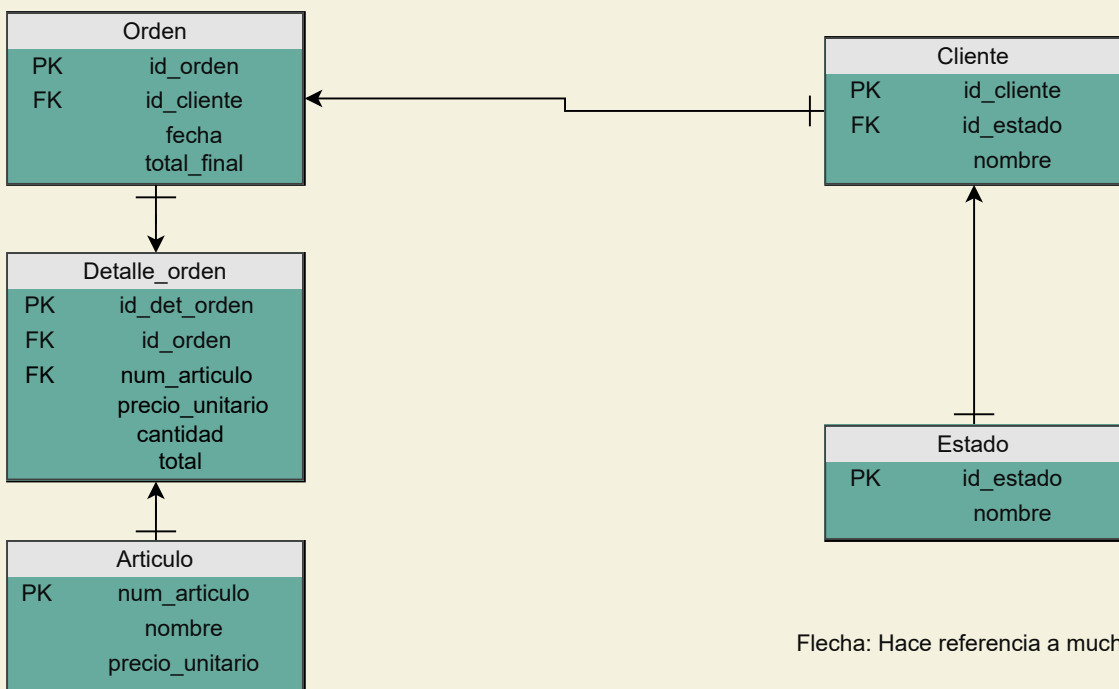 Orden
PK id_orden
FK id_cliente
fecha
total_final
Cliente
PK id_cliente
FK id_estado
nombre
Detalle_orden
PK id_det_orden
FK id_orden
FK num_articulo
precio_unitario
cantidad
total
Estado
PK id_estado
nombre
Articulo
PK num_articulo
nombre
precio_unitario
Flecha: Hace referencia a much